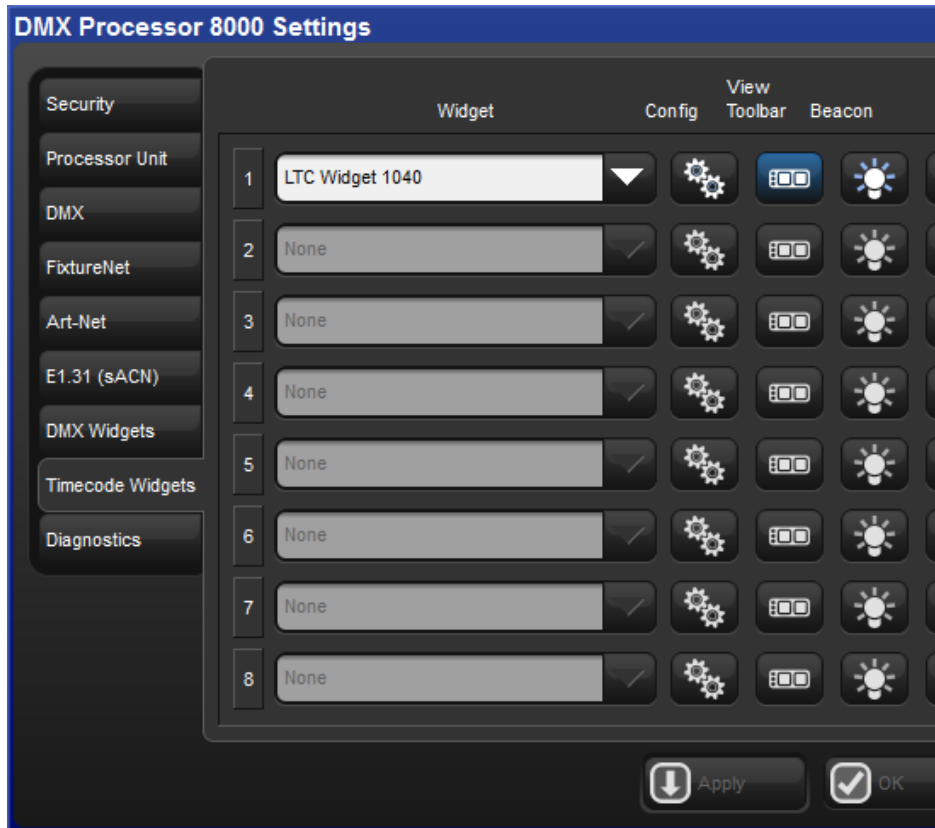 DMX Processor 8000 Settings
Security
Processor Unit
DMX
FixtureNet
Art-Net
E1.31 (sACN)
DMX Widgets
Timecode Widgets
Diagnostics
Widget Config View Toolbar Beacon
1 LTC Widget 1040
2 None
3 None
4 None
5 None
6 None
7 None
8 None
Apply OK